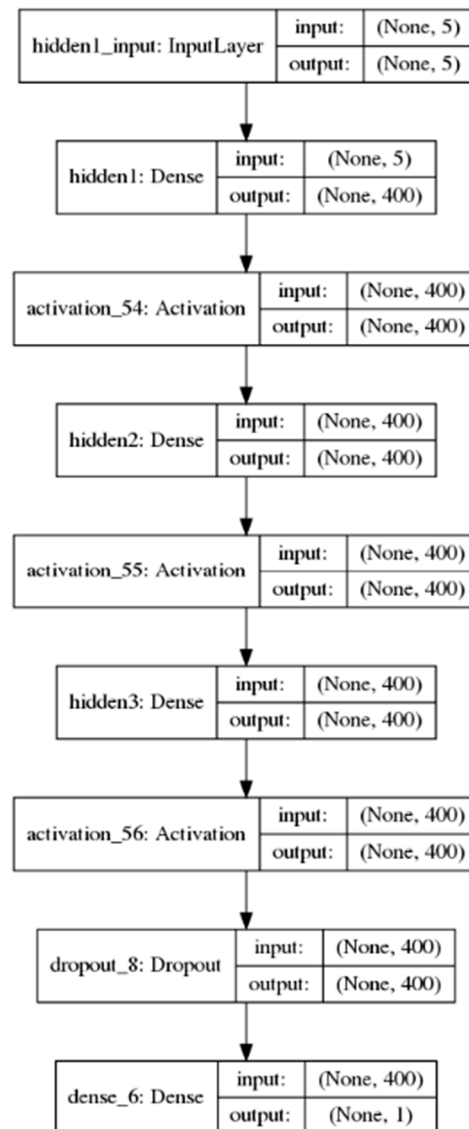 hidden1_input: InputLayer
input: (None, 5)
output: (None, 5)
hidden1: Dense
input: (None, 5)
output: (None, 400)
activation_54: Activation
input: (None, 400)
output: (None, 400)
hidden2: Dense
input: (None, 400)
output: (None, 400)
activation_55: Activation
input: (None, 400)
output: (None, 400)
hidden3: Dense
input: (None, 400)
output: (None, 400)
activation_56: Activation
input: (None, 400)
output: (None, 400)
dropout_8: Dropout
input: (None, 400)
output: (None, 400)
dense_6: Dense
input: (None, 400)
output: (None, 1)